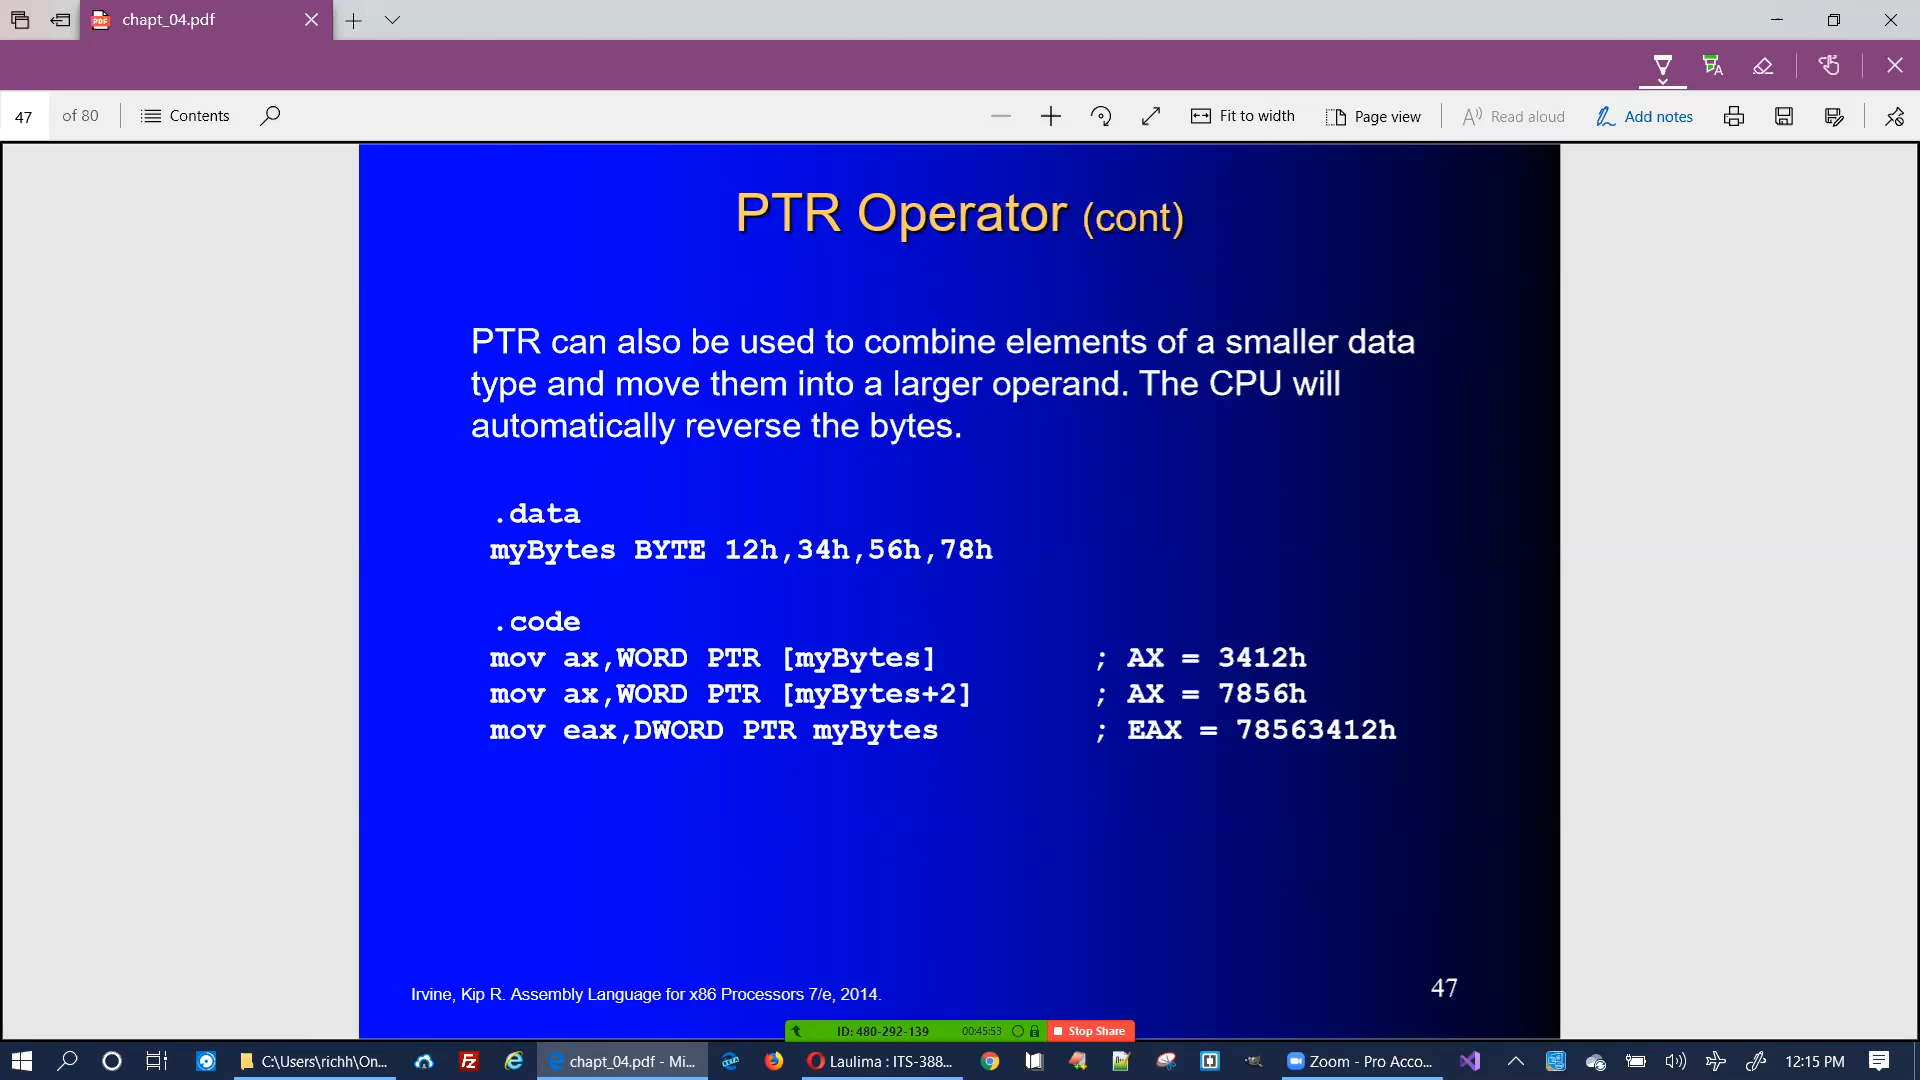 chapt_04.pdf
47 of 80 Contents Fit to width Page view Read aloud Add notes
PTR Operator (cont)
PTR can also be used to combine elements of a smaller data
type and move them into a larger operand. The CPU will
automatically reverse the bytes.
.data
myBytes BYTE 12h,34h,56h,78h
.code
mov ax,WORD PTR [myBytes] ; AX = 3412h
mov ax,WORD PTR [myBytes+2] ; AX = 7856h
mov eax,DWORD PTR myBytes ; EAX = 78563412h
Irvine, Kip R. Assembly Language for x86 Processors 7/e, 2014. 47
ID: 480-292-139 00:45:53 Stop Share
C:\Users\richh\On... chapt_04.pdf - Mi... Laulima : ITS-388... Zoom - Pro Acco... 12:15 PM